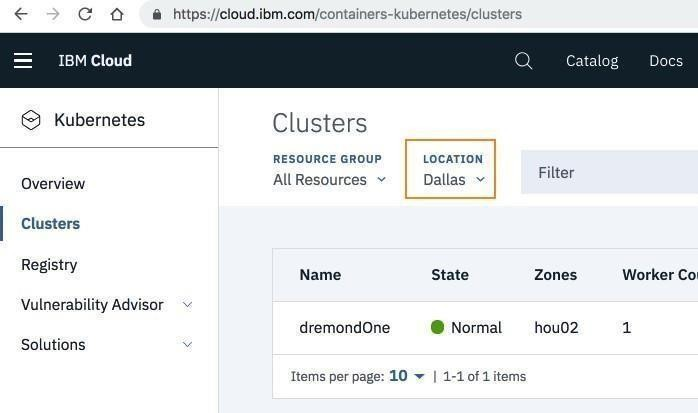 https://cloud.ibm.com/containers-kubernetes/clusters
IBM Cloud
Catalog
Docs
Kubernetes
Overview
Clusters
Registry
Vulnerability Advisor
Solutions
Clusters
RESOURCE GROUP
All Resources
LOCATION
Dallas
Filter
Name State Zones Worker Cou
dremondOne Normal hou02 1
Items per page: 10 | 1-1 of 1 items